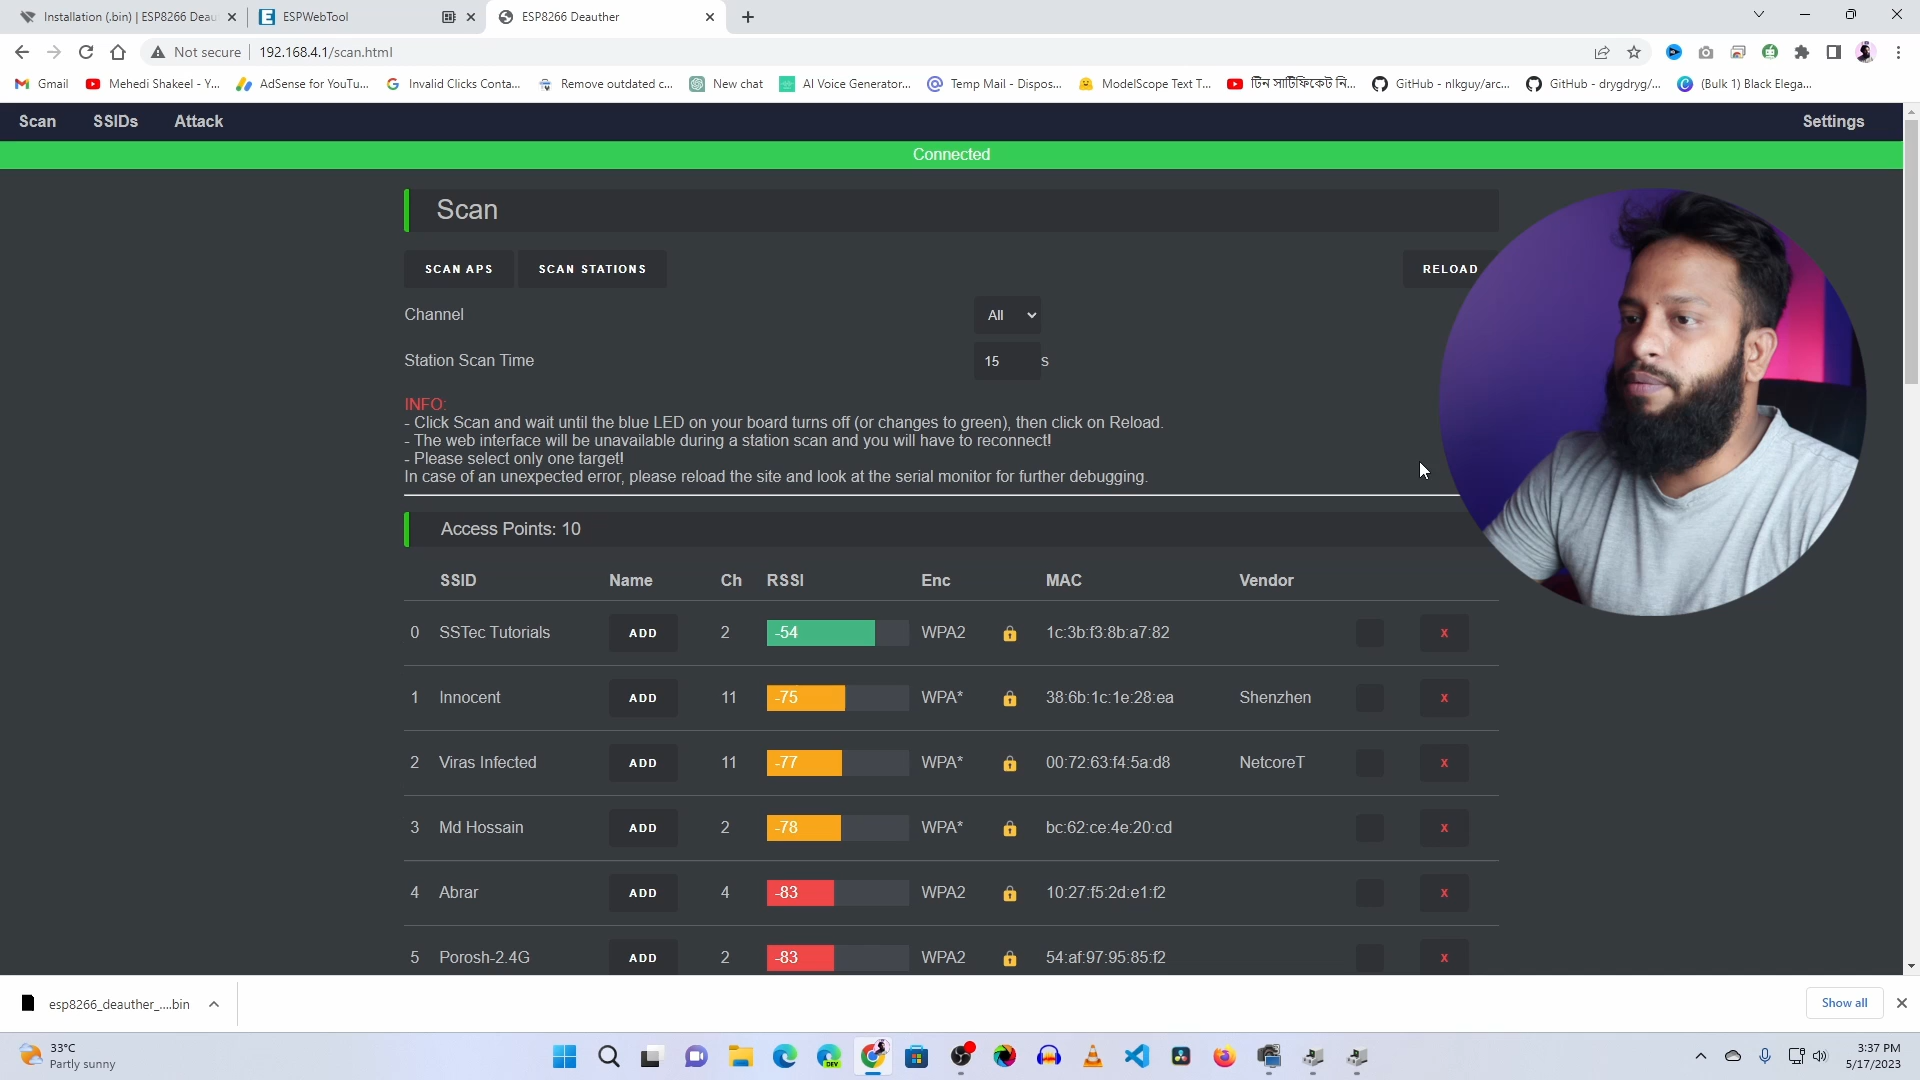 Installation (.bin) | ESP8266 Deau
ESPWebTool
ESP8266 Deauther
Not secure
192.168.4.1/scan.html
Gmail
Mehedi Shakeel - Y...
AdSense for YouTu...
Invalid Clicks Conta...
Remove outdated c...
New chat
AI Voice Generator...
Temp Mail - Dispos...
ModelScope Text T...
টিন সার্টিফিকেট নি...
GitHub - nlkguy/arc...
GitHub - drygdryg/...
(Bulk 1) Black Elega...
Scan SSIDs Attack Settings
Connected
Scan
SCAN APS SCAN STATIONS RELOAD
Channel All
Station Scan Time 15 s
INFO:
- Click Scan and wait until the blue LED on your board turns off (or changes to green), then click on Reload.
- The web interface will be unavailable during a station scan and you will have to reconnect!
- Please select only one target!
In case of an unexpected error, please reload the site and look at the serial monitor for further debugging.
Access Points: 10
SSID Name Ch RSSI Enc MAC Vendor
0 SSTec Tutorials ADD 2 -54 WPA2 1c:3b:f3:8b:a7:82 X
1 Innocent ADD 11 -75 WPA* 38:6b:1c:1e:28:ea Shenzhen X
2 Viras Infected ADD 11 -77 WPA* 00:72:63:f4:5a:d8 NetcoreT X
3 Md Hossain ADD 2 -78 WPA* bc:62:ce:4e:20:cd X
4 Abrar ADD 4 -83 WPA2 10:27:f5:2d:e1:f2 X
5 Porosh-2.4G ADD 2 -83 WPA2 54:af:97:95:85:f2 X
esp8266_deauther_....bin
Show all
33°C
Partly sunny
DEV
3:37 PM
5/17/2023